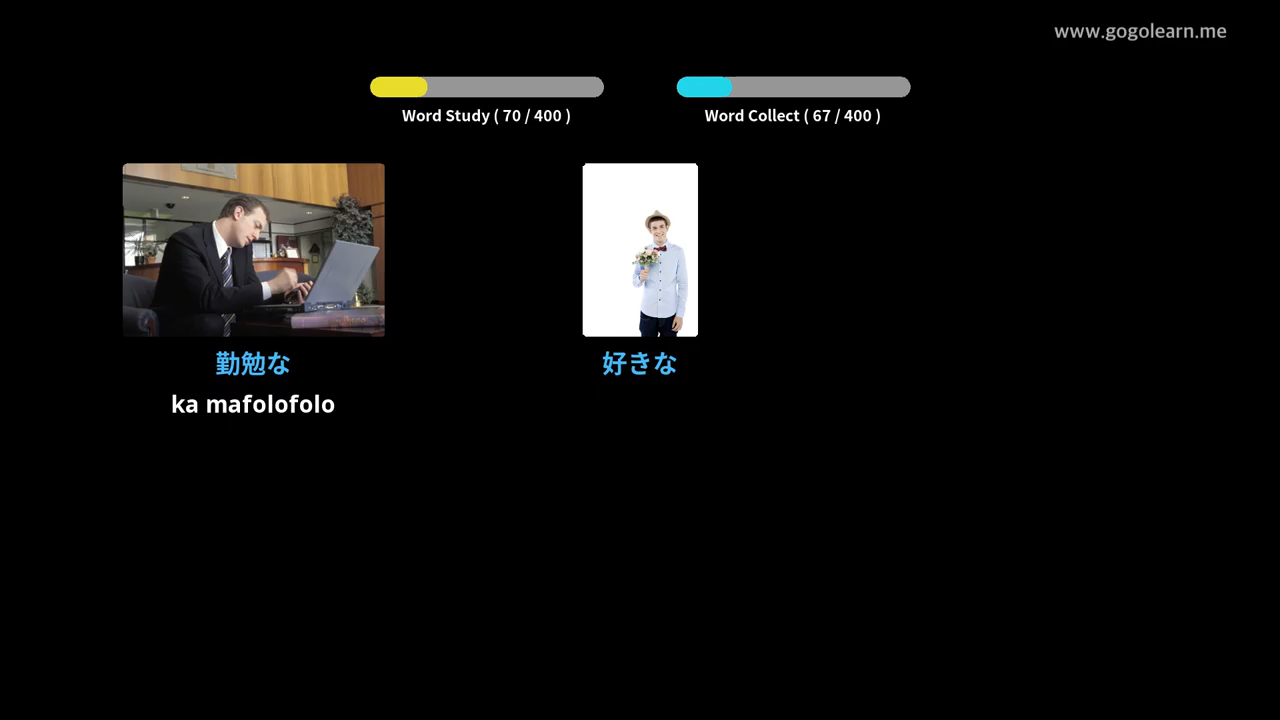 www.gogolearn.me
Word Study ( 70 / 400 )
Word Collect ( 67 / 400 )
勤勉な
ka mafolofolo
好きな